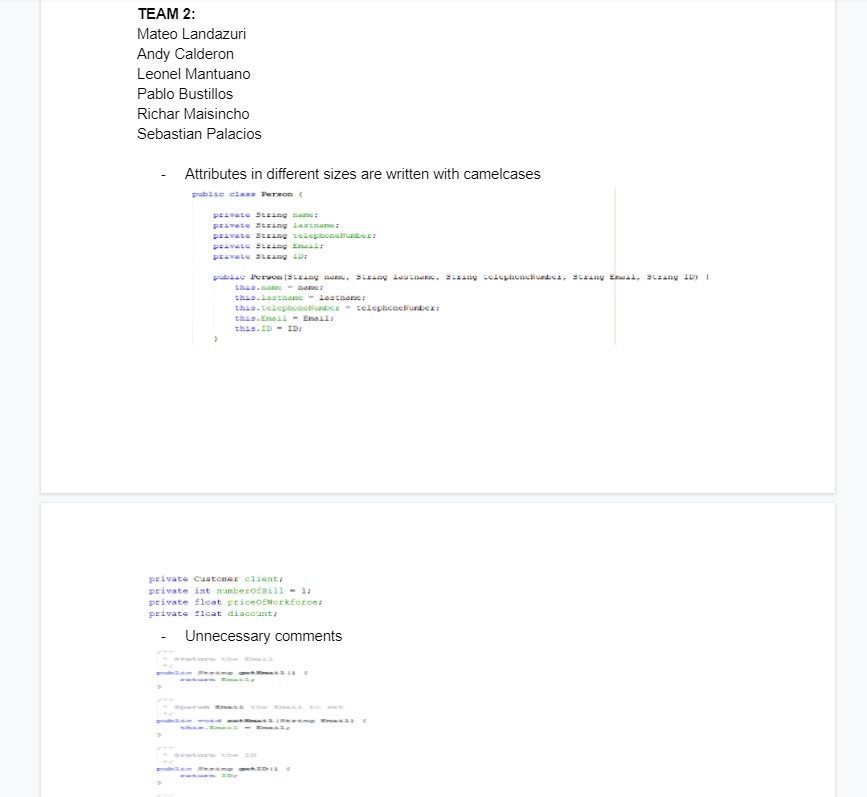 TEAM 2:
Mateo Landazuri
Andy Calderon
Leonel Mantuano
Pablo Bustillos
Richar Maisincho
Sebastian Palacios
- Attributes in different sizes are written with camelcases
public class Person {
private String name;
private String lastname;
private String telephoneNumber;
private String Email;
private String ID;
public Person(String name, String lastname, String telephoneNumber, String Email, String ID) {
this.name = name;
this.lastname = lastname;
this.telephoneNumber = telephoneNumber;
this.Email = Email;
this.ID = ID;
}
private Customer client;
private int numberOfBill = 1;
private float priceOfWorkforce;
private float discount;
- Unnecessary comments
/**
* @return the Email
*/
public String getEmail() {
return Email;
}
/**
* @param Email the Email to set
*/
public void setEmail(String Email) {
this.Email = Email;
}
/**
* @return the ID
*/
public String getID() {
return ID;
}